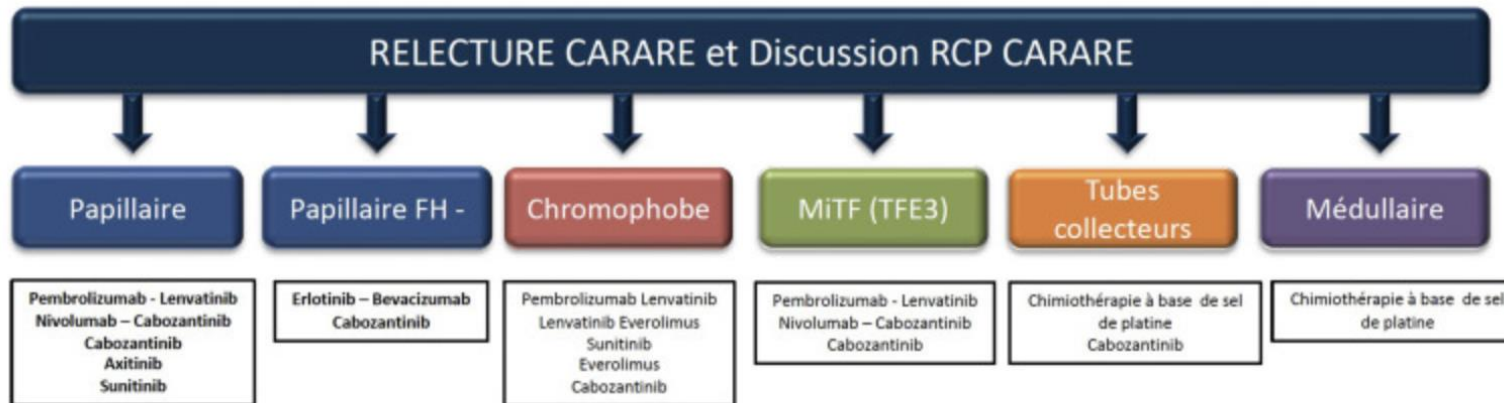 RELECTURE CARARE et Discussion RCP CARARE
Papillaire
Papillaire FH -
Chromophobe
MiTF (TFE3)
Tubes
collecteurs
Médullaire
Pembrolizumab - Lenvatinib
Nivolumab – Cabozantinib
Cabozantinib
Axitinib
Sunitinib
Erlotinib – Bevacizumab
Cabozantinib
Pembrolizumab Lenvatinib
Lenvatinib Everolimus
Sunitinib
Everolimus
Cabozantinib
Pembrolizumab - Lenvatinib
Nivolumab – Cabozantinib
Cabozantinib
Chimiothérapie à base de sel
de platine
Cabozantinib
Chimiothérapie à base de sel
de platine